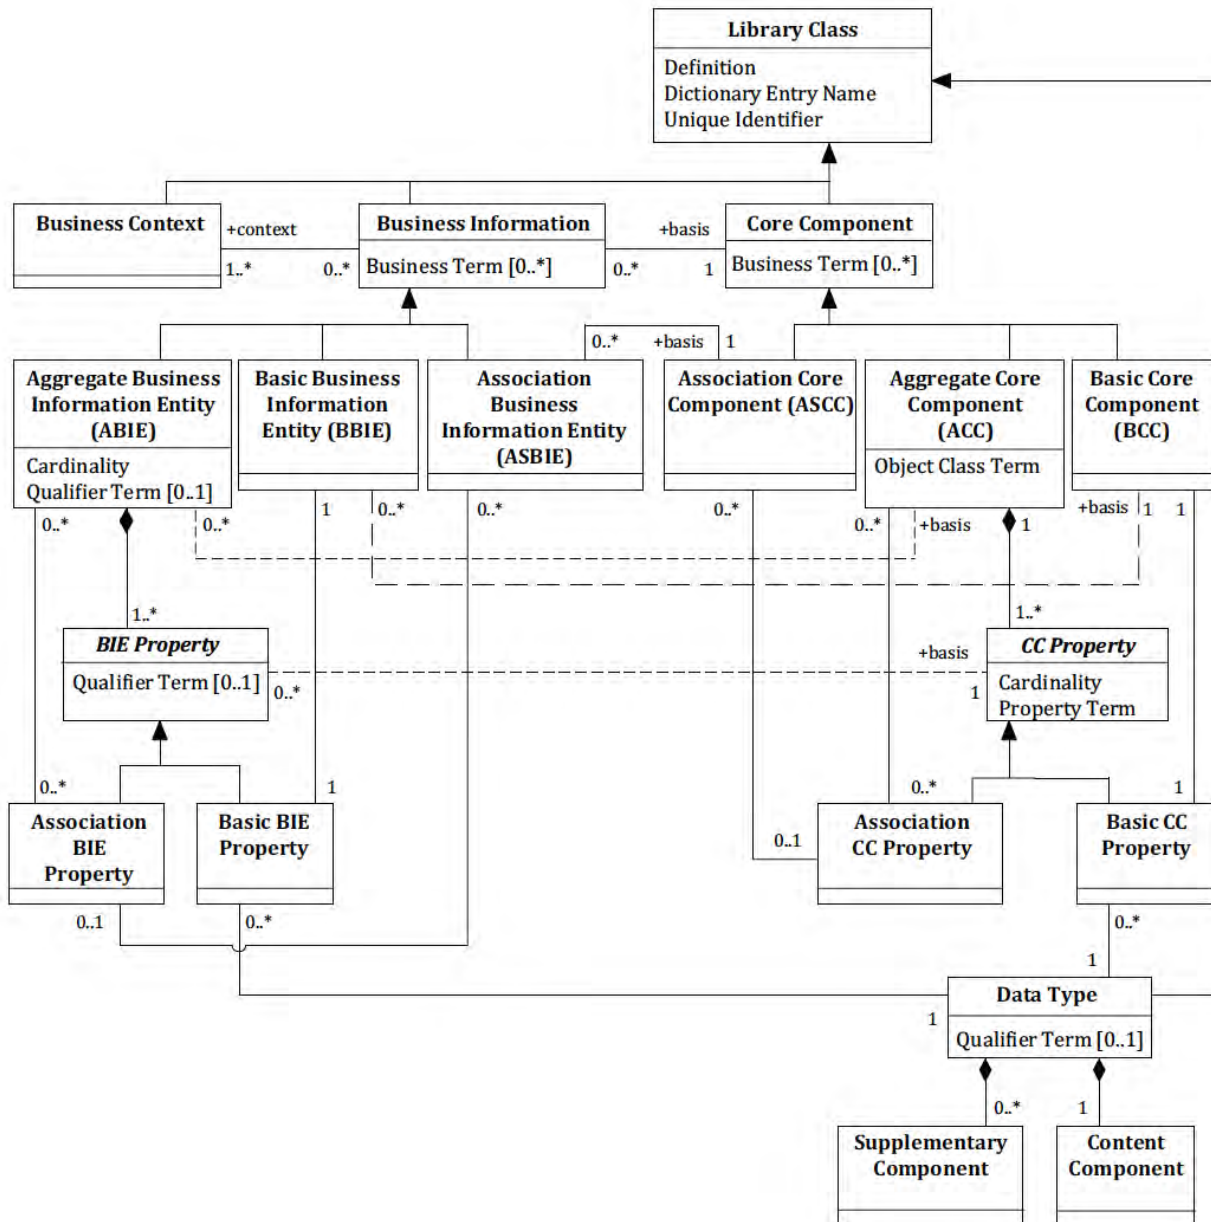 Library Class
Definition
Dictionary Entry Name
Unique Identifier
Business Context
+context
1..*
0..*
Business Information
Business Term [0..*]
+basis
0..*
1
Core Component
Business Term [0..*]
0..*
+basis
1
Aggregate Business
Information Entity
(ABIE)
Cardinality
Qualifier Term [0..1]
Basic Business
Information
Entity (BBIE)
Association
Business
Information Entity
(ASBIE)
Association Core
Component (ASCC)
Aggregate Core
Component
(ACC)
Object Class Term
Basic Core
Component
(BCC)
0..*
0..*
1
0..*
0..*
0..*
0..*
+basis
1
+basis
1
1
1..*
1..*
BIE Property
Qualifier Term [0..1]
0..*
+basis
1
CC Property
Cardinality
Property Term
0..*
1
0..*
1
Association
BIE
Property
Basic BIE
Property
0..1
Association
CC Property
Basic CC
Property
0..1
0..*
0..*
1
1
Data Type
Qualifier Term [0..1]
0..*
1
Supplementary
Component
Content
Component